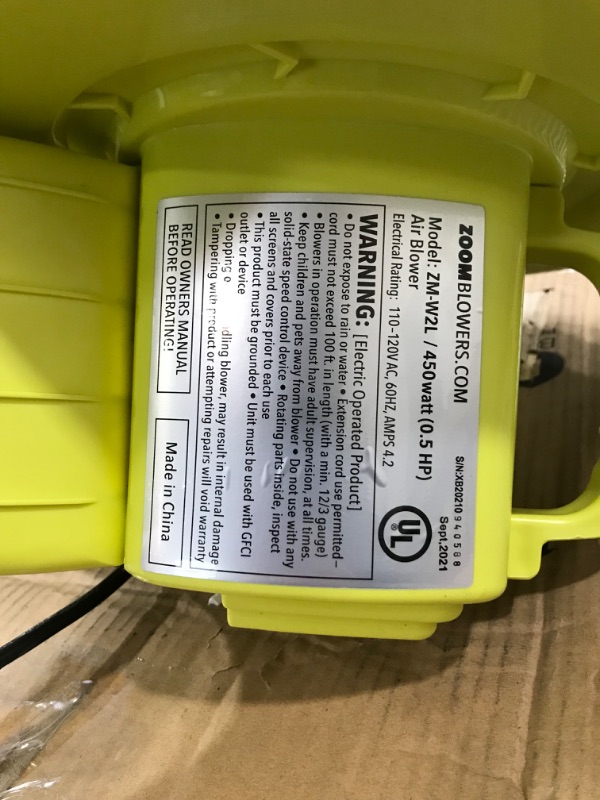 ZOOMBLOWERS.COM
S/N:XB20210940588
Model: ZM-W2L / 450watt (0.5 HP)
Sept.2021
Air Blower
Electrical Rating: 110-120V AC, 60HZ, AMPS 4.2
UL
WARNING: [Electric Operated Product]
• Do not expose to rain or water • Extension cord use permitted–
cord must not exceed 100 ft. in length (with a min. 12/3 gauge)
• Blowers in operation must have adult supervision, at all times.
• Keep children and pets away from blower • Do not use with any
solid-state speed control device • Rotating parts inside, inspect
all screens and covers prior to each use
• This product must be grounded • Unit must be used with GFCI
outlet or device
• Dropping blower, may result in internal damage
• Tampering with product or attempting repairs will void warranty
READ OWNERS MANUAL
BEFORE OPERATING!
Made in China